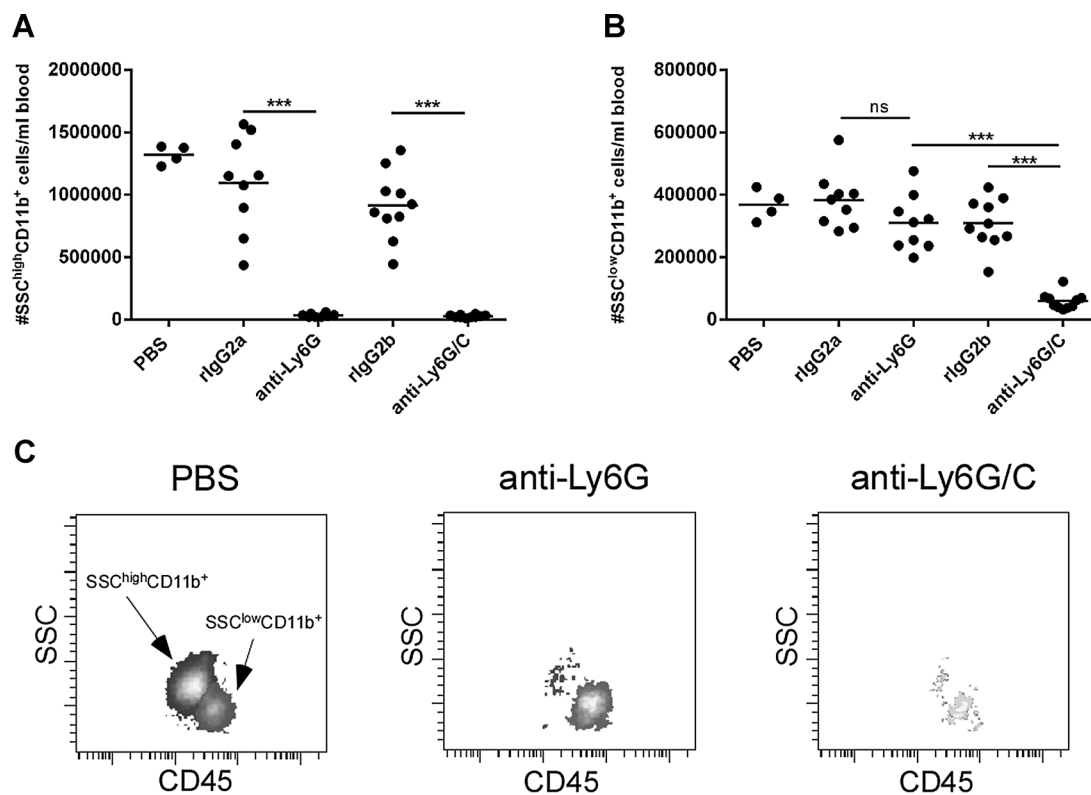 A
#SSChighCD11b+ cells/ml blood
2000000
1500000
1000000
500000
0
***
***
PBS
rIgG2a
anti-Ly6G
rIgG2b
anti-Ly6G/C
B
#SSClowCD11b+ cells/ml blood
800000
600000
400000
200000
0
ns
***
***
PBS
rIgG2a
anti-Ly6G
rIgG2b
anti-Ly6G/C
C
PBS
SSChighCD11b+
SSClowCD11b+
SSC
CD45
anti-Ly6G
SSC
CD45
anti-Ly6G/C
SSC
CD45